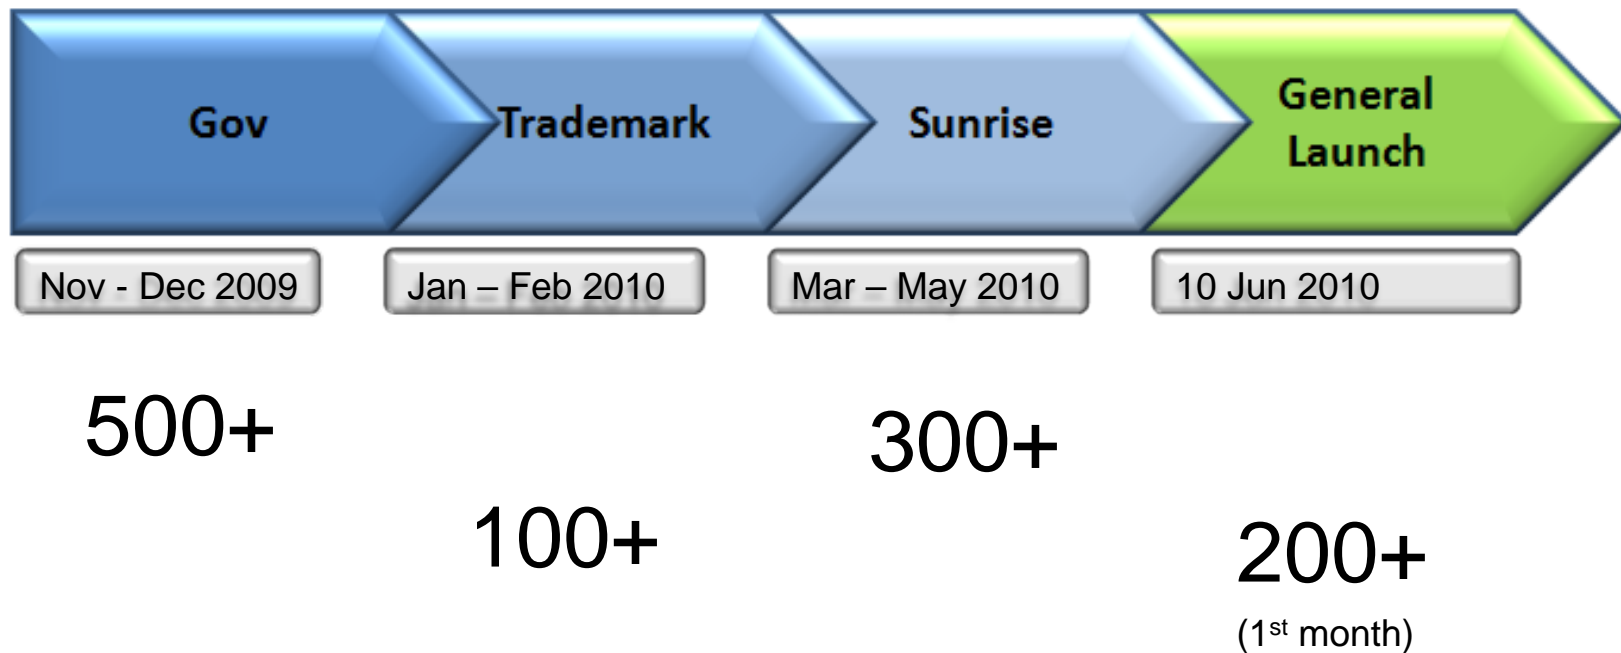 Gov
Trademark
Sunrise
General
Launch
Nov - Dec 2009
Jan – Feb 2010
Mar – May 2010
10 Jun 2010
500+
300+
100+
200+
(1st month)